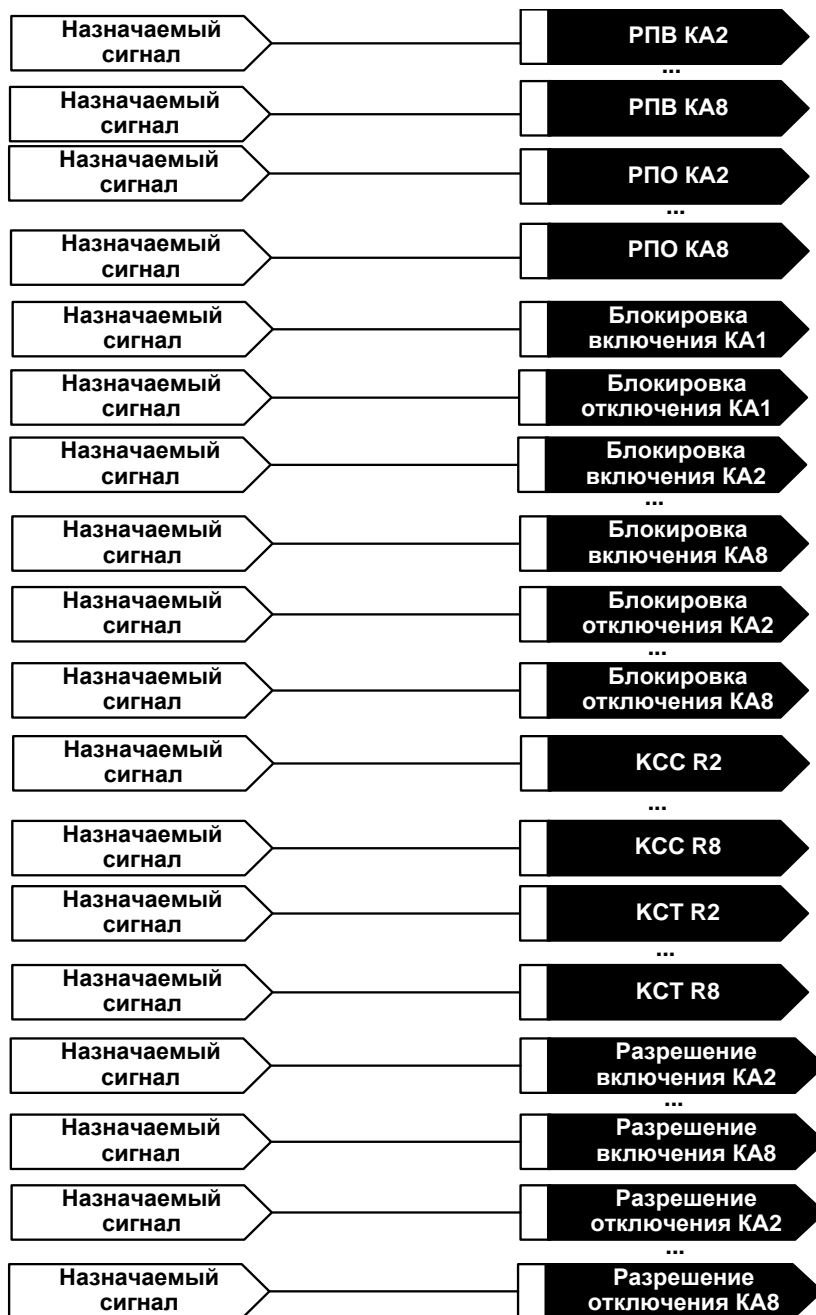 Назначаемый
сигнал
РПВ КА2
...
Назначаемый
сигнал
РПВ КА8
Назначаемый
сигнал
РПО КА2
...
Назначаемый
сигнал
РПО КА8
Назначаемый
сигнал
Блокировка
включения КА1
Назначаемый
сигнал
Блокировка
отключения КА1
Назначаемый
сигнал
Блокировка
включения КА2
...
Назначаемый
сигнал
Блокировка
включения КА8
Назначаемый
сигнал
Блокировка
отключения КА2
...
Назначаемый
сигнал
Блокировка
отключения КА8
Назначаемый
сигнал
KCC R2
...
Назначаемый
сигнал
KCC R8
Назначаемый
сигнал
KCT R2
...
Назначаемый
сигнал
KCT R8
Назначаемый
сигнал
Разрешение
включения КА2
...
Назначаемый
сигнал
Разрешение
включения КА8
Назначаемый
сигнал
Разрешение
отключения КА2
...
Назначаемый
сигнал
Разрешение
отключения КА8